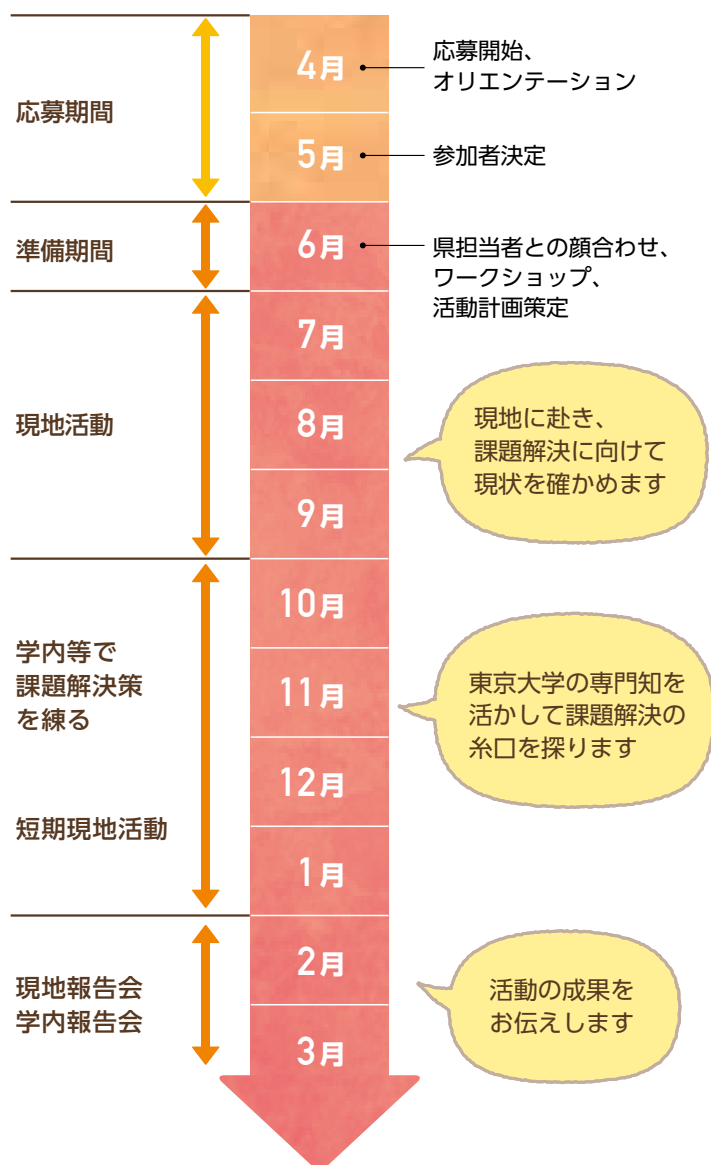 4月
応募開始、
オリエンテーション
応募期間
5月
参加者決定
準備期間
6月
県担当者との顔合わせ、
ワークショップ、
活動計画策定
7月
現地活動
8月
現地に赴き、
課題解決に向けて
現状を確かめます
9月
10月
学内等で
課題解決策
を練る
11月
東京大学の専門知を
活かして課題解決の
糸口を探ります
12月
短期現地活動
1月
2月
現地報告会
学内報告会
活動の成果を
お伝えします
3月